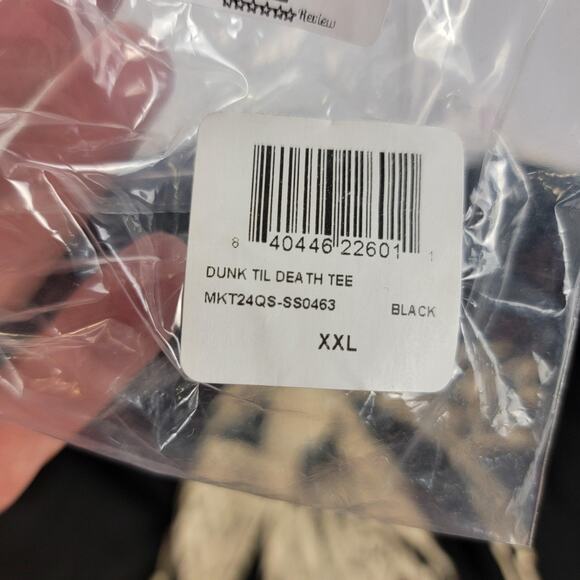 ☆☆☆☆☆☆ Review
8 40446 22601 1
DUNK TIL DEATH TEE
MKT24QS-SS0463 BLACK
XXL